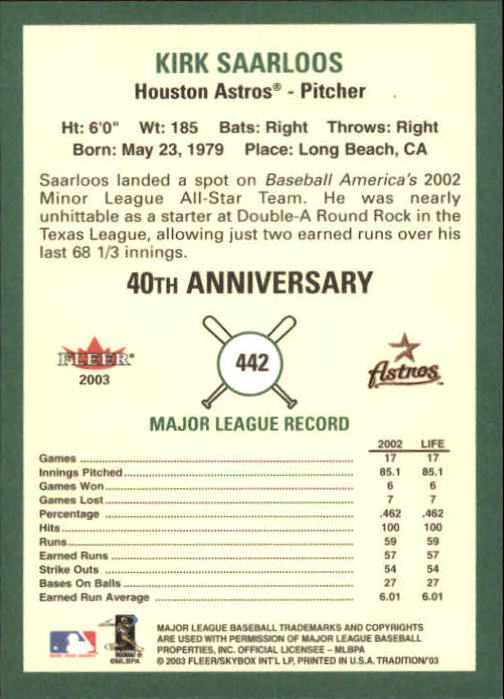 KIRK SAARLOOS
Houston Astros® - Pitcher
Ht: 6'0" Wt: 185 Bats: Right Throws: Right
Born: May 23, 1979 Place: Long Beach, CA
Saarloos landed a spot on Baseball America's 2002
Minor League All-Star Team. He was nearly
unhittable as a starter at Double-A Round Rock in the
Texas League, allowing just two earned runs over his
last 68 1/3 innings.
40TH ANNIVERSARY
FLEER®
2003
442
Astros
MAJOR LEAGUE RECORD
2002 LIFE
Games 17 17
Innings Pitched 85.1 85.1
Games Won 6 6
Games Lost 7 7
Percentage .462 .462
Hits 100 100
Runs 59 59
Earned Runs 57 57
Strike Outs 54 54
Bases On Balls 27 27
Earned Run Average 6.01 6.01
©MLBPA
MAJOR LEAGUE BASEBALL TRADEMARKS AND COPYRIGHTS
ARE USED WITH PERMISSION OF MAJOR LEAGUE BASEBALL
PROPERTIES, INC. OFFICIAL LICENSEE – MLBPA
© 2003 FLEER/SKYBOX INT'L LP, PRINTED IN U.S.A. TRADITION'03